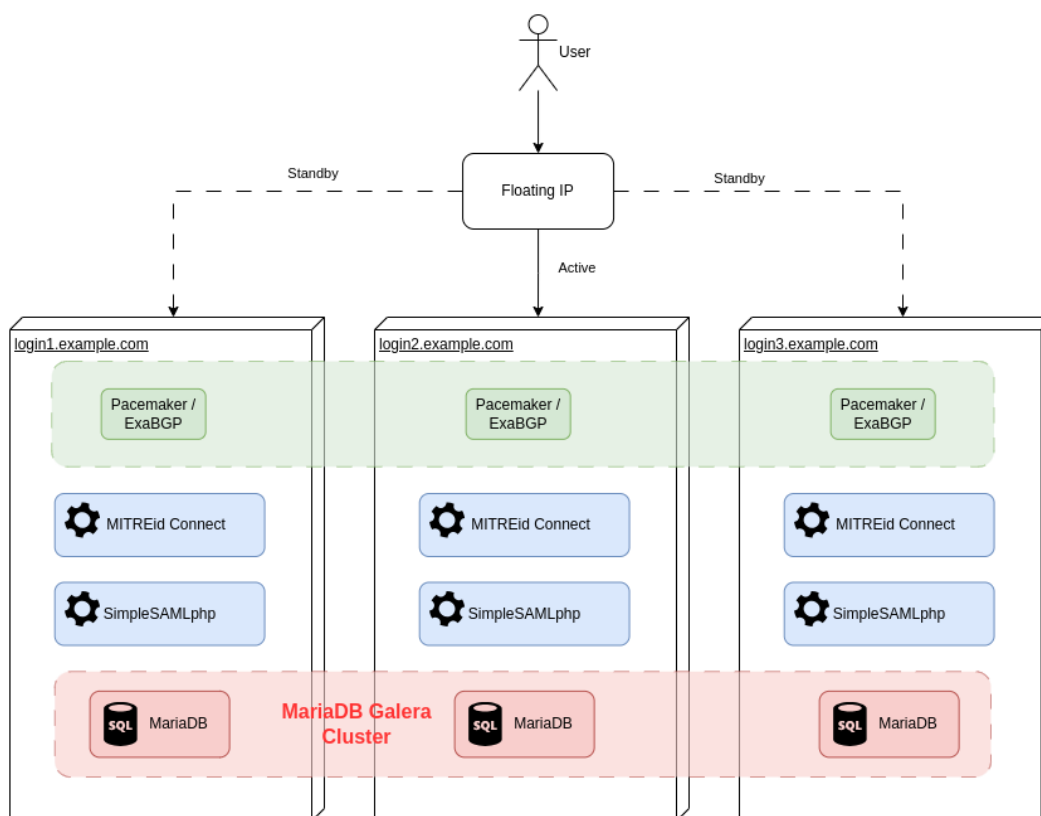 User
Floating IP
Standby
Standby
Active
login1.example.com
login2.example.com
login3.example.com
Pacemaker /
ExaBGP
Pacemaker /
ExaBGP
Pacemaker /
ExaBGP
MITREid Connect
MITREid Connect
MITREid Connect
SimpleSAMLphp
SimpleSAMLphp
SimpleSAMLphp
SQL
MariaDB
MariaDB Galera
Cluster
SQL
MariaDB
SQL
MariaDB